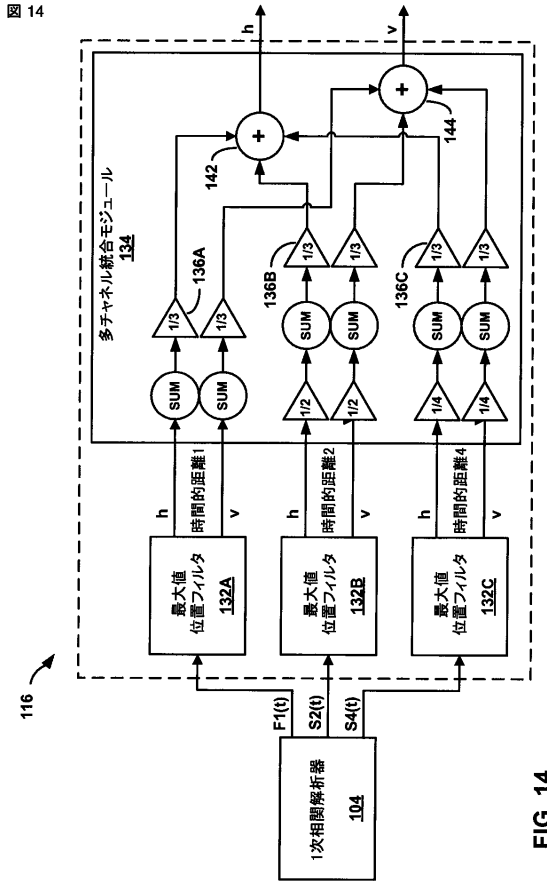 図 14
116
1次相関解析器
104
F1(t)
S2(t)
S4(t)
最大値
位置フィルタ
132A
最大値
位置フィルタ
132B
最大値
位置フィルタ
132C
h
時間的距離1
v
h
時間的距離2
v
h
時間的距離4
v
多チャネル統合モジュール
134
SUM
SUM
1/3
1/3
136A
1/2
1/2
SUM
SUM
1/3
1/3
136B
1/4
1/4
SUM
SUM
1/3
1/3
136C
142
+
h
144
+
v
FIG. 14